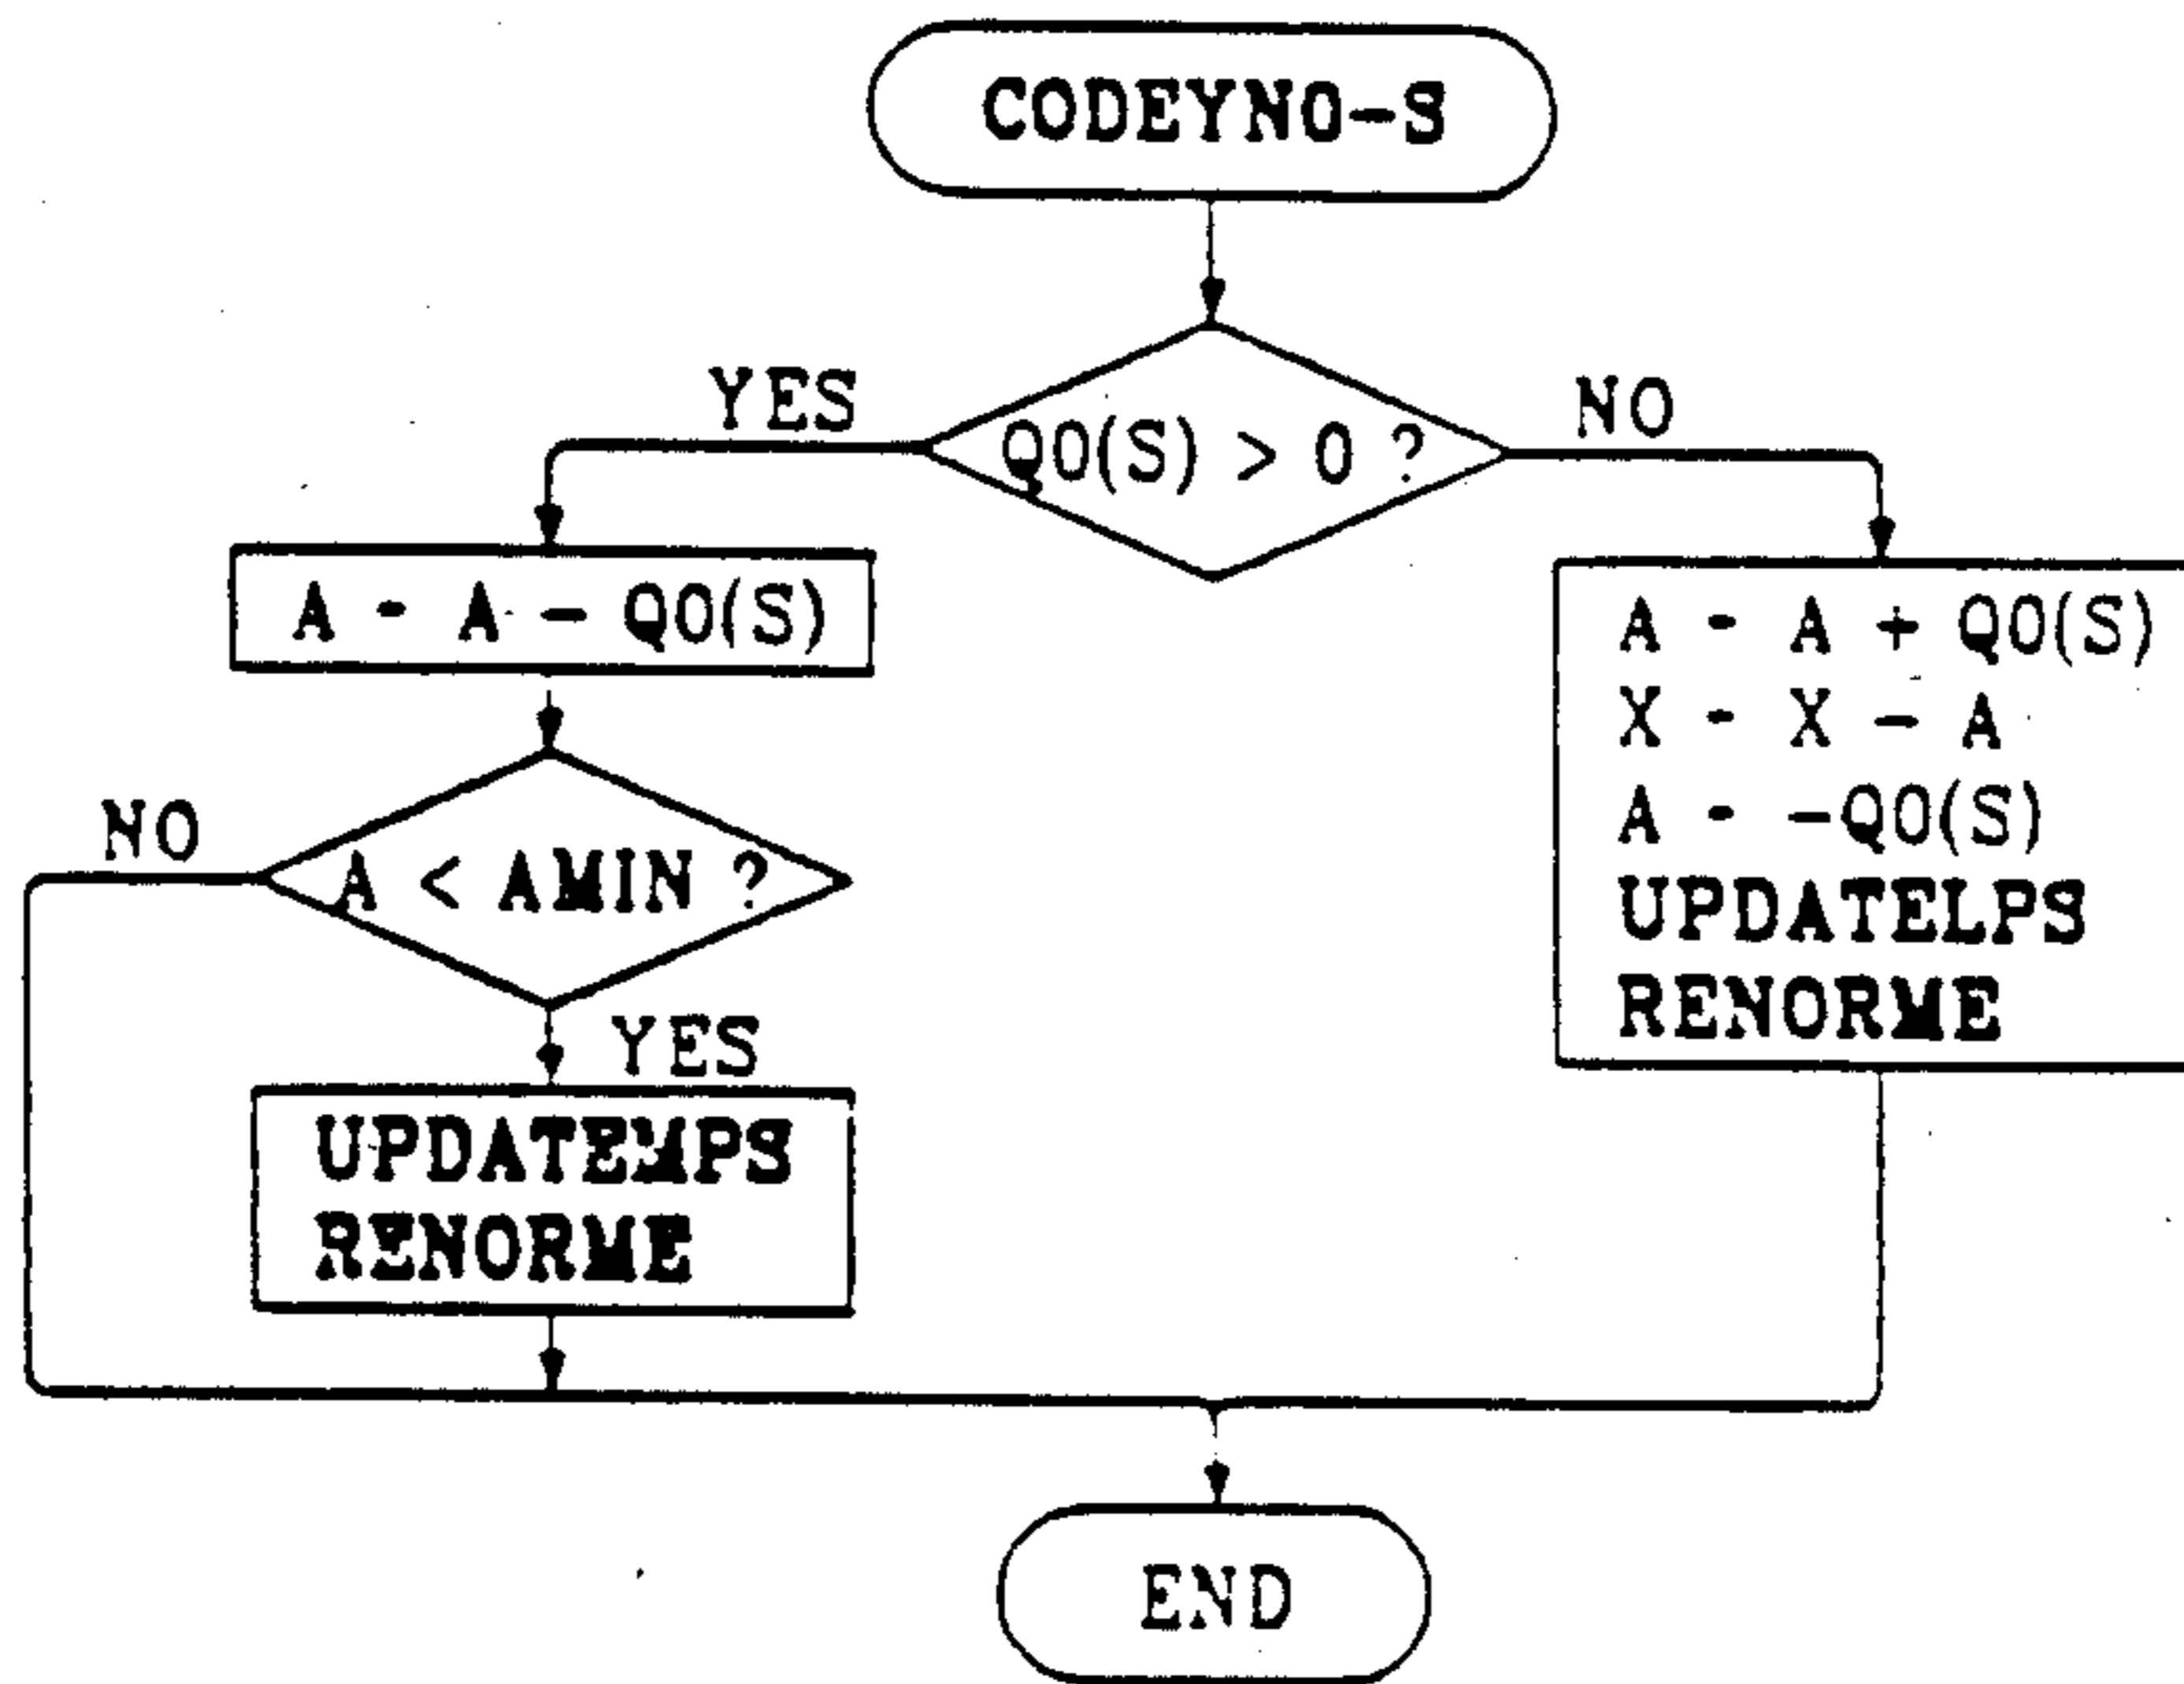 CODEYN0-S
YES
Q0(S) > 0 ?
NO
A - A - Q0(S)
A - A + Q0(S)
X - X - A
A - -Q0(S)
UPDATELPS
RENORME
NO
A < AMIN ?
YES
UPDATEMPS
RENORME
END